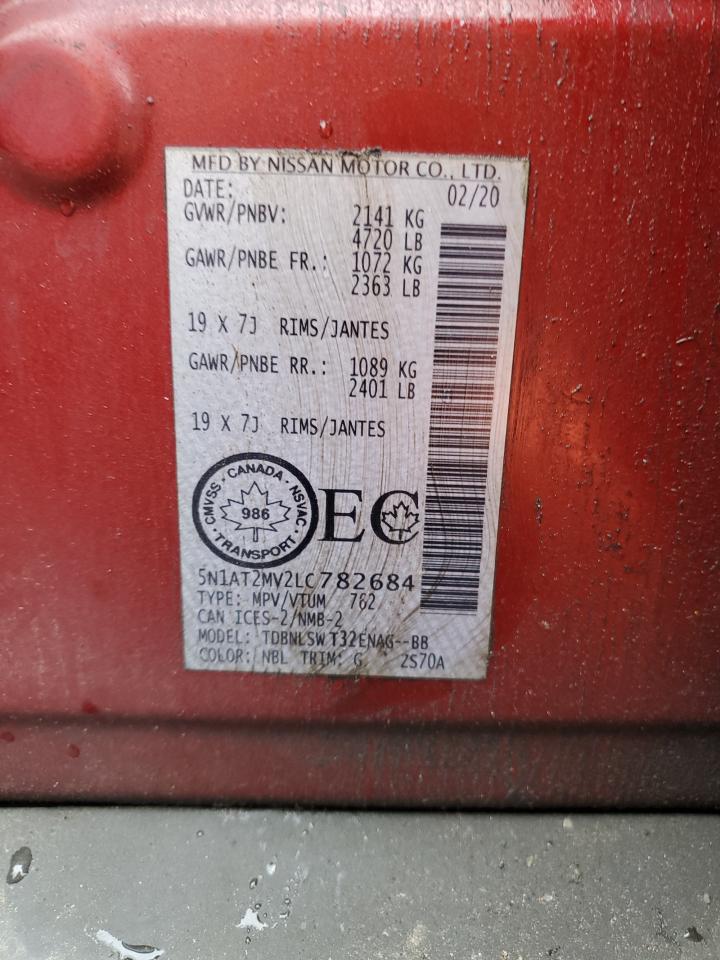 MFD BY NISSAN MOTOR CO., LTD.
DATE: 02/20
GVWR/PNBV: 2141 KG
4720 LB
GAWR/PNBE FR.: 1072 KG
2363 LB
19 X 7J RIMS/JANTES
GAWR/PNBE RR.: 1089 KG
2401 LB
19 X 7J RIMS/JANTES
CMVSS · CANADA · NSVAC
986
· TRANSPORT ·
EC
5N1AT2MV2LC782684
TYPE: MPV/VTUM 762
CAN ICES-2/NMB-2
MODEL: TDBNLSW T32ENAG--BB
COLOR: NBL TRIM: G 2S70A